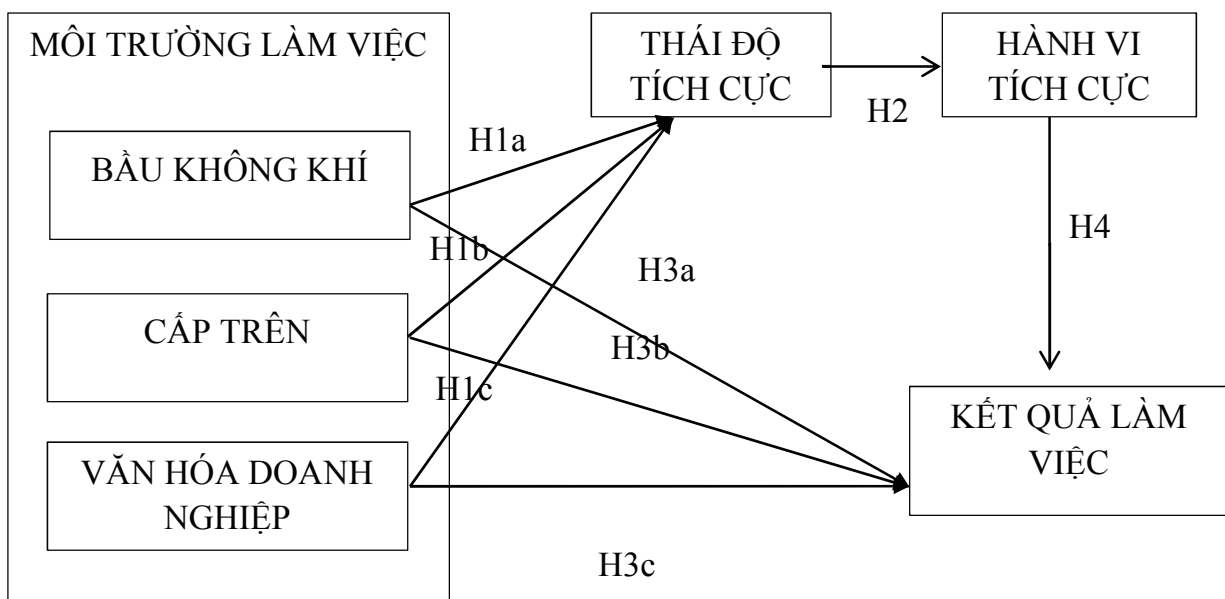 MÔI TRƯỜNG LÀM VIỆC
THÁI ĐỘ
TÍCH CỰC
HÀNH VI
TÍCH CỰC
H2
H1a
BẦU KHÔNG KHÍ
H1b
H3a
H4
CẤP TRÊN
H3b
H1c
KẾT QUẢ LÀM
VIỆC
VĂN HÓA DOANH
NGHIỆP
H3c